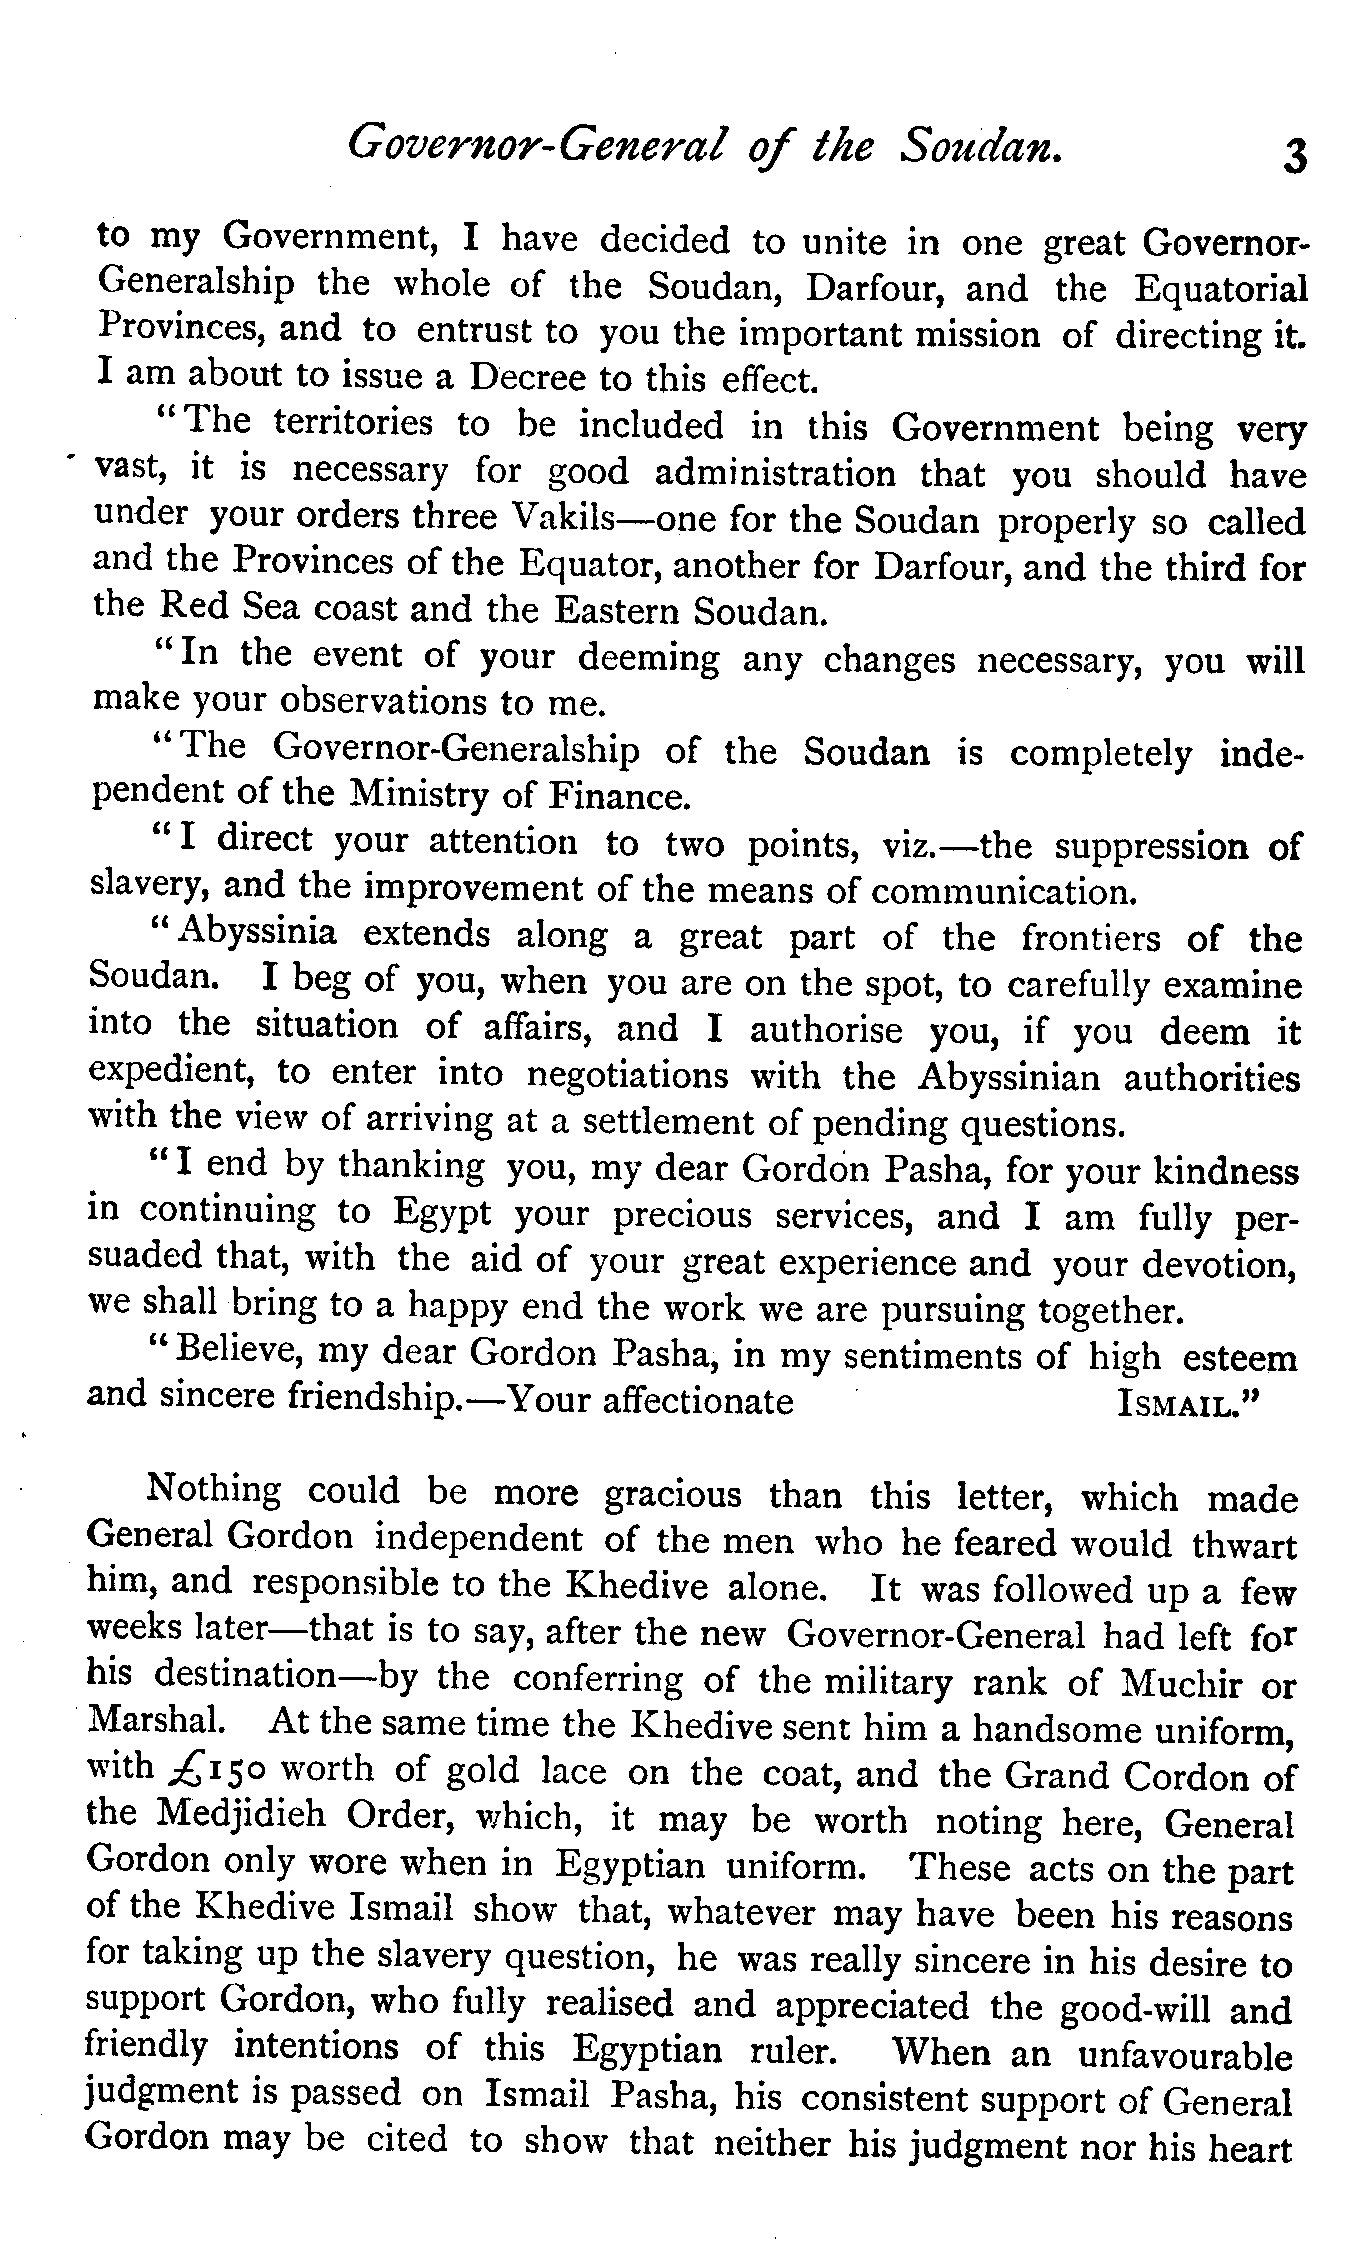 Governor-General of the Soudan. 3
to my Government, I have decided to unite in one great Governor-
Generalship the whole of the Soudan, Darfour, and the Equatorial
Provinces, and to entrust to you the important mission of directing it.
I am about to issue a Decree to this effect.
"The territories to be included in this Government being very
vast, it is necessary for good administration that you should have
under your orders three Vakils—one for the Soudan properly so called
and the Provinces of the Equator, another for Darfour, and the third for
the Red Sea coast and the Eastern Soudan.
"In the event of your deeming any changes necessary, you will
make your observations to me.
"The Governor-Generalship of the Soudan is completely inde-
pendent of the Ministry of Finance.
"I direct your attention to two points, viz.—the suppression of
slavery, and the improvement of the means of communication.
"Abyssinia extends along a great part of the frontiers of the
Soudan. I beg of you, when you are on the spot, to carefully examine
into the situation of affairs, and I authorise you, if you deem it
expedient, to enter into negotiations with the Abyssinian authorities
with the view of arriving at a settlement of pending questions.
"I end by thanking you, my dear Gordon Pasha, for your kindness
in continuing to Egypt your precious services, and I am fully per-
suaded that, with the aid of your great experience and your devotion,
we shall bring to a happy end the work we are pursuing together.
"Believe, my dear Gordon Pasha, in my sentiments of high esteem
and sincere friendship.—Your affectionate ISMAIL."
Nothing could be more gracious than this letter, which made
General Gordon independent of the men who he feared would thwart
him, and responsible to the Khedive alone. It was followed up a few
weeks later—that is to say, after the new Governor-General had left for
his destination—by the conferring of the military rank of Muchir or
Marshal. At the same time the Khedive sent him a handsome uniform,
with £150 worth of gold lace on the coat, and the Grand Cordon of
the Medjidieh Order, which, it may be worth noting here, General
Gordon only wore when in Egyptian uniform. These acts on the part
of the Khedive Ismail show that, whatever may have been his reasons
for taking up the slavery question, he was really sincere in his desire to
support Gordon, who fully realised and appreciated the good-will and
friendly intentions of this Egyptian ruler. When an unfavourable
judgment is passed on Ismail Pasha, his consistent support of General
Gordon may be cited to show that neither his judgment nor his heart